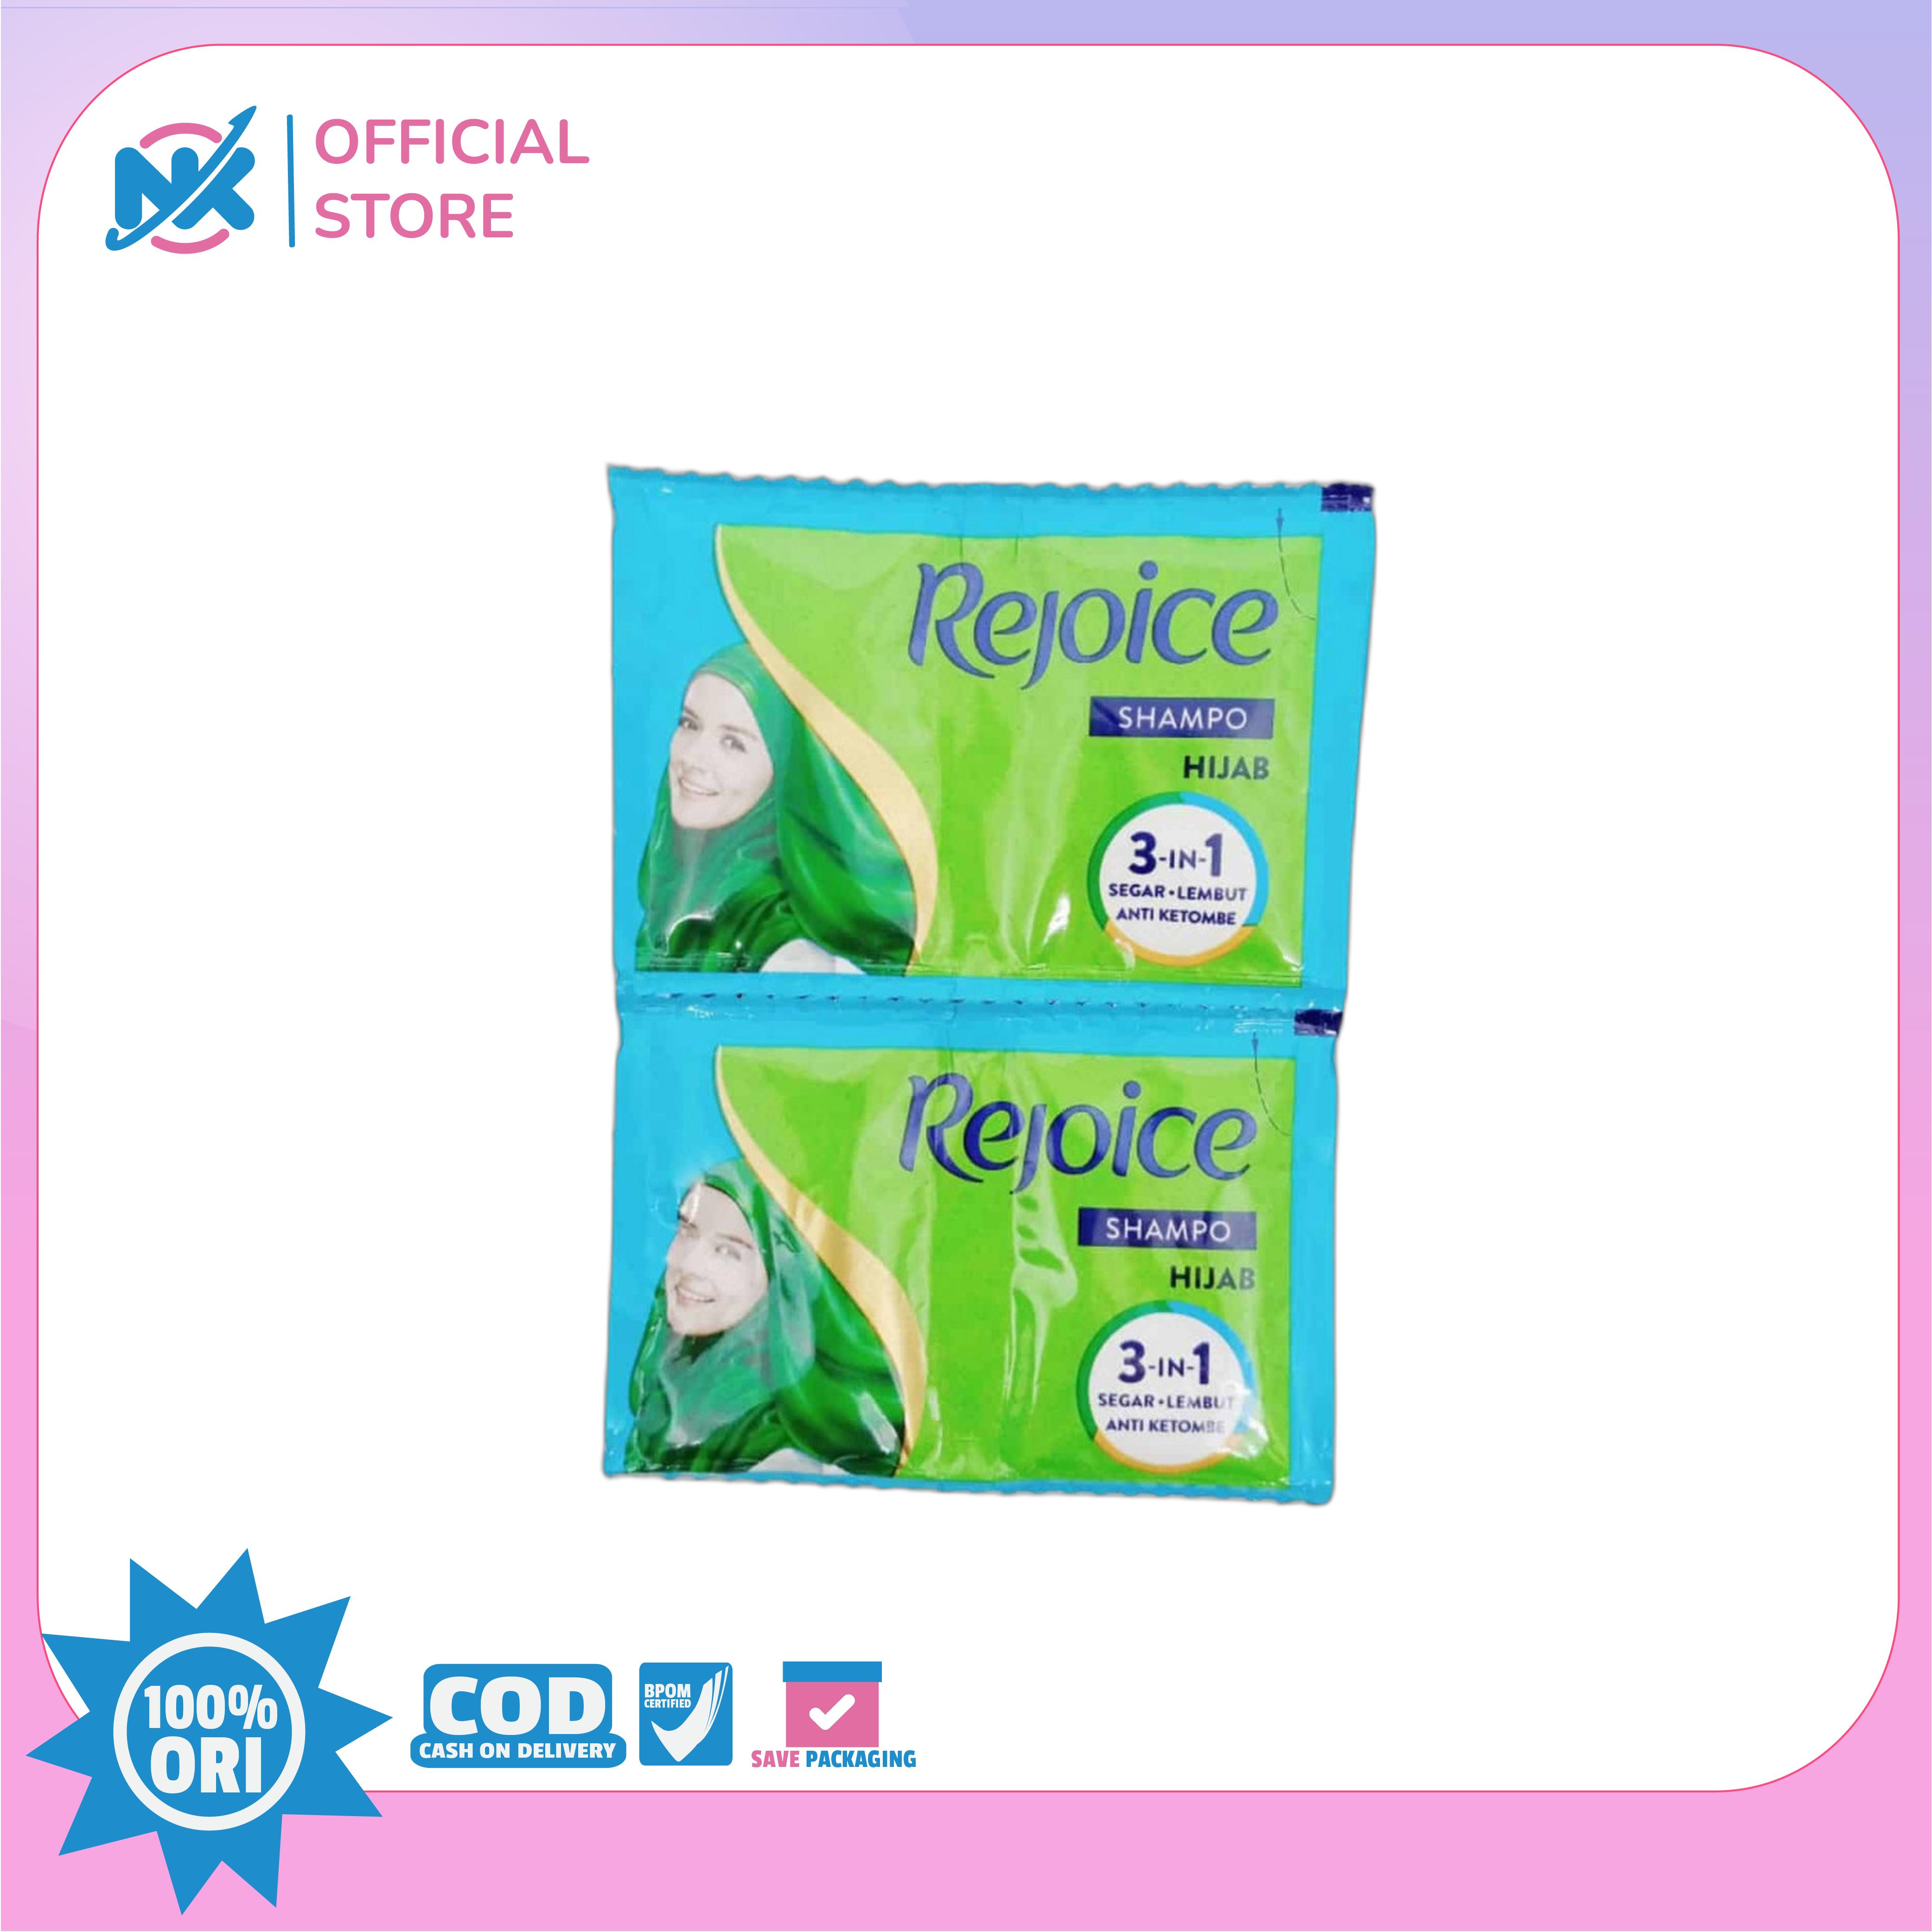 NK
OFFICIAL
STORE
Rejoice
SHAMPO
HIJAB
3-IN-1
SEGAR•LEMBUT
ANTI KETOMBE
Rejoice
SHAMPO
HIJAB
3-IN-1
SEGAR•LEMBUT
ANTI KETOMBE
100%
ORI
COD
CASH ON DELIVERY
BPOM
CERTIFIED
SAVE PACKAGING